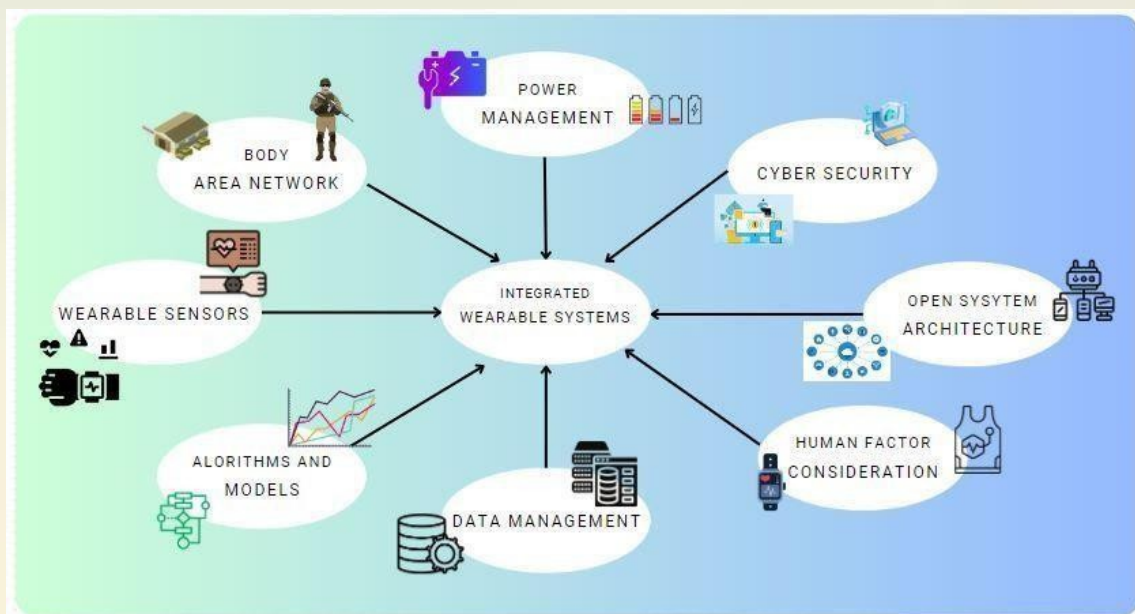 POWER
MANAGEMENT
BODY
AREA NETWORK
CYBER SECURITY
WEARABLE SENSORS
INTEGRATED
WEARABLE SYSTEMS
OPEN SYSYTEM
ARCHITECTURE
ALORITHMS AND
MODELS
DATA MANAGEMENT
HUMAN FACTOR
CONSIDERATION